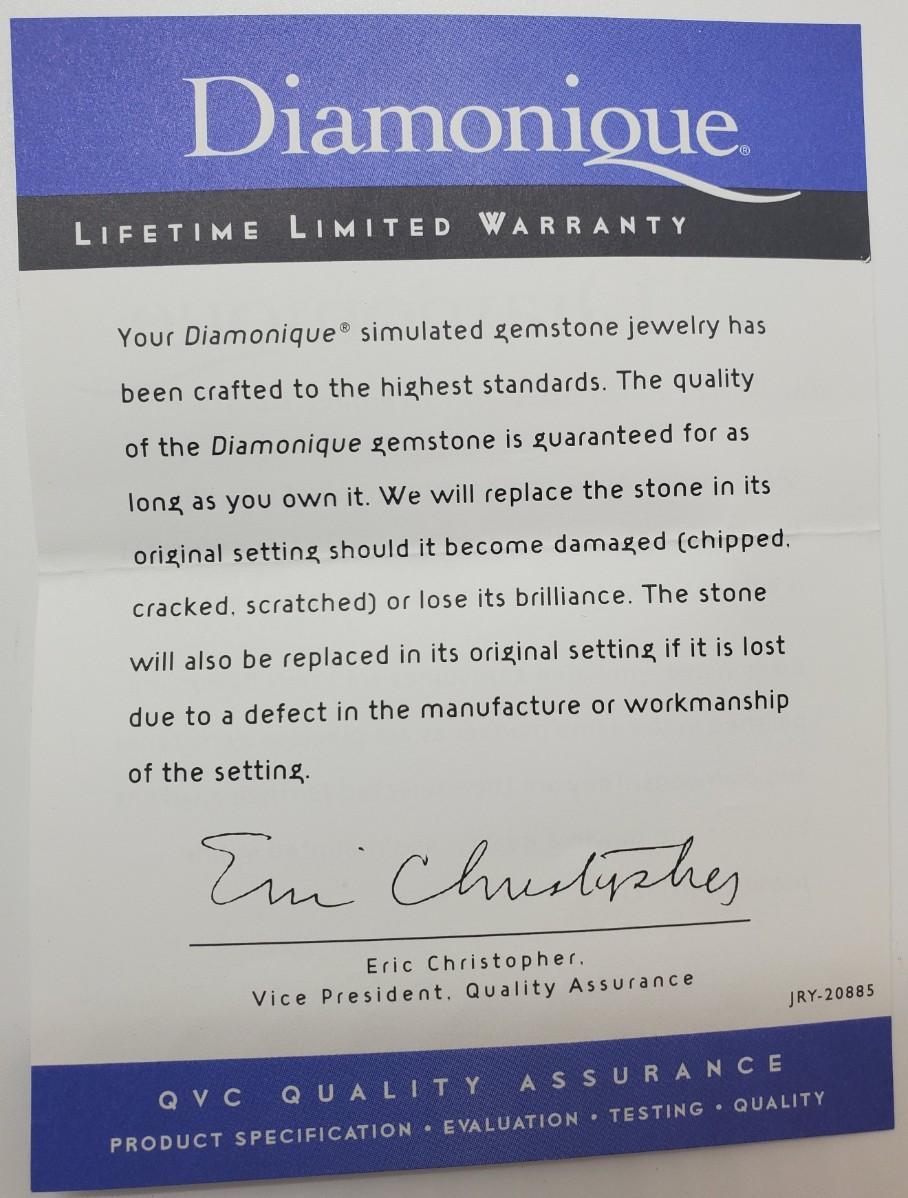 Diamonique®
LIFETIME LIMITED WARRANTY
Your Diamonique® simulated gemstone jewelry has
been crafted to the highest standards. The quality
of the Diamonique gemstone is guaranteed for as
long as you own it. We will replace the stone in its
original setting should it become damaged (chipped,
cracked, scratched) or lose its brilliance. The stone
will also be replaced in its original setting if it is lost
due to a defect in the manufacture or workmanship
of the setting.
Eric Christopher
Eric Christopher,
Vice President, Quality Assurance
JRY-20885
QVC QUALITY ASSURANCE
PRODUCT SPECIFICATION • EVALUATION • TESTING • QUALITY